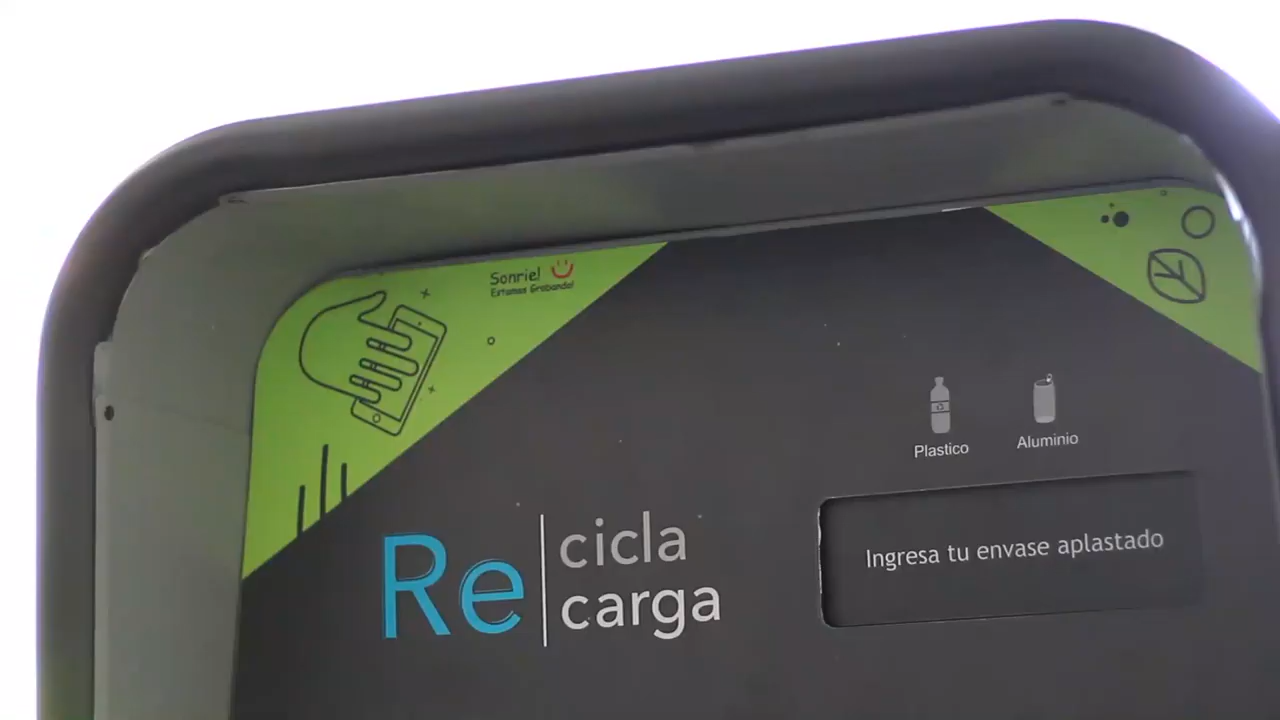 Sonrie!
Estamos Grabando!
Plastico
Aluminio
Re cicla
carga
Ingresa tu envase aplastado